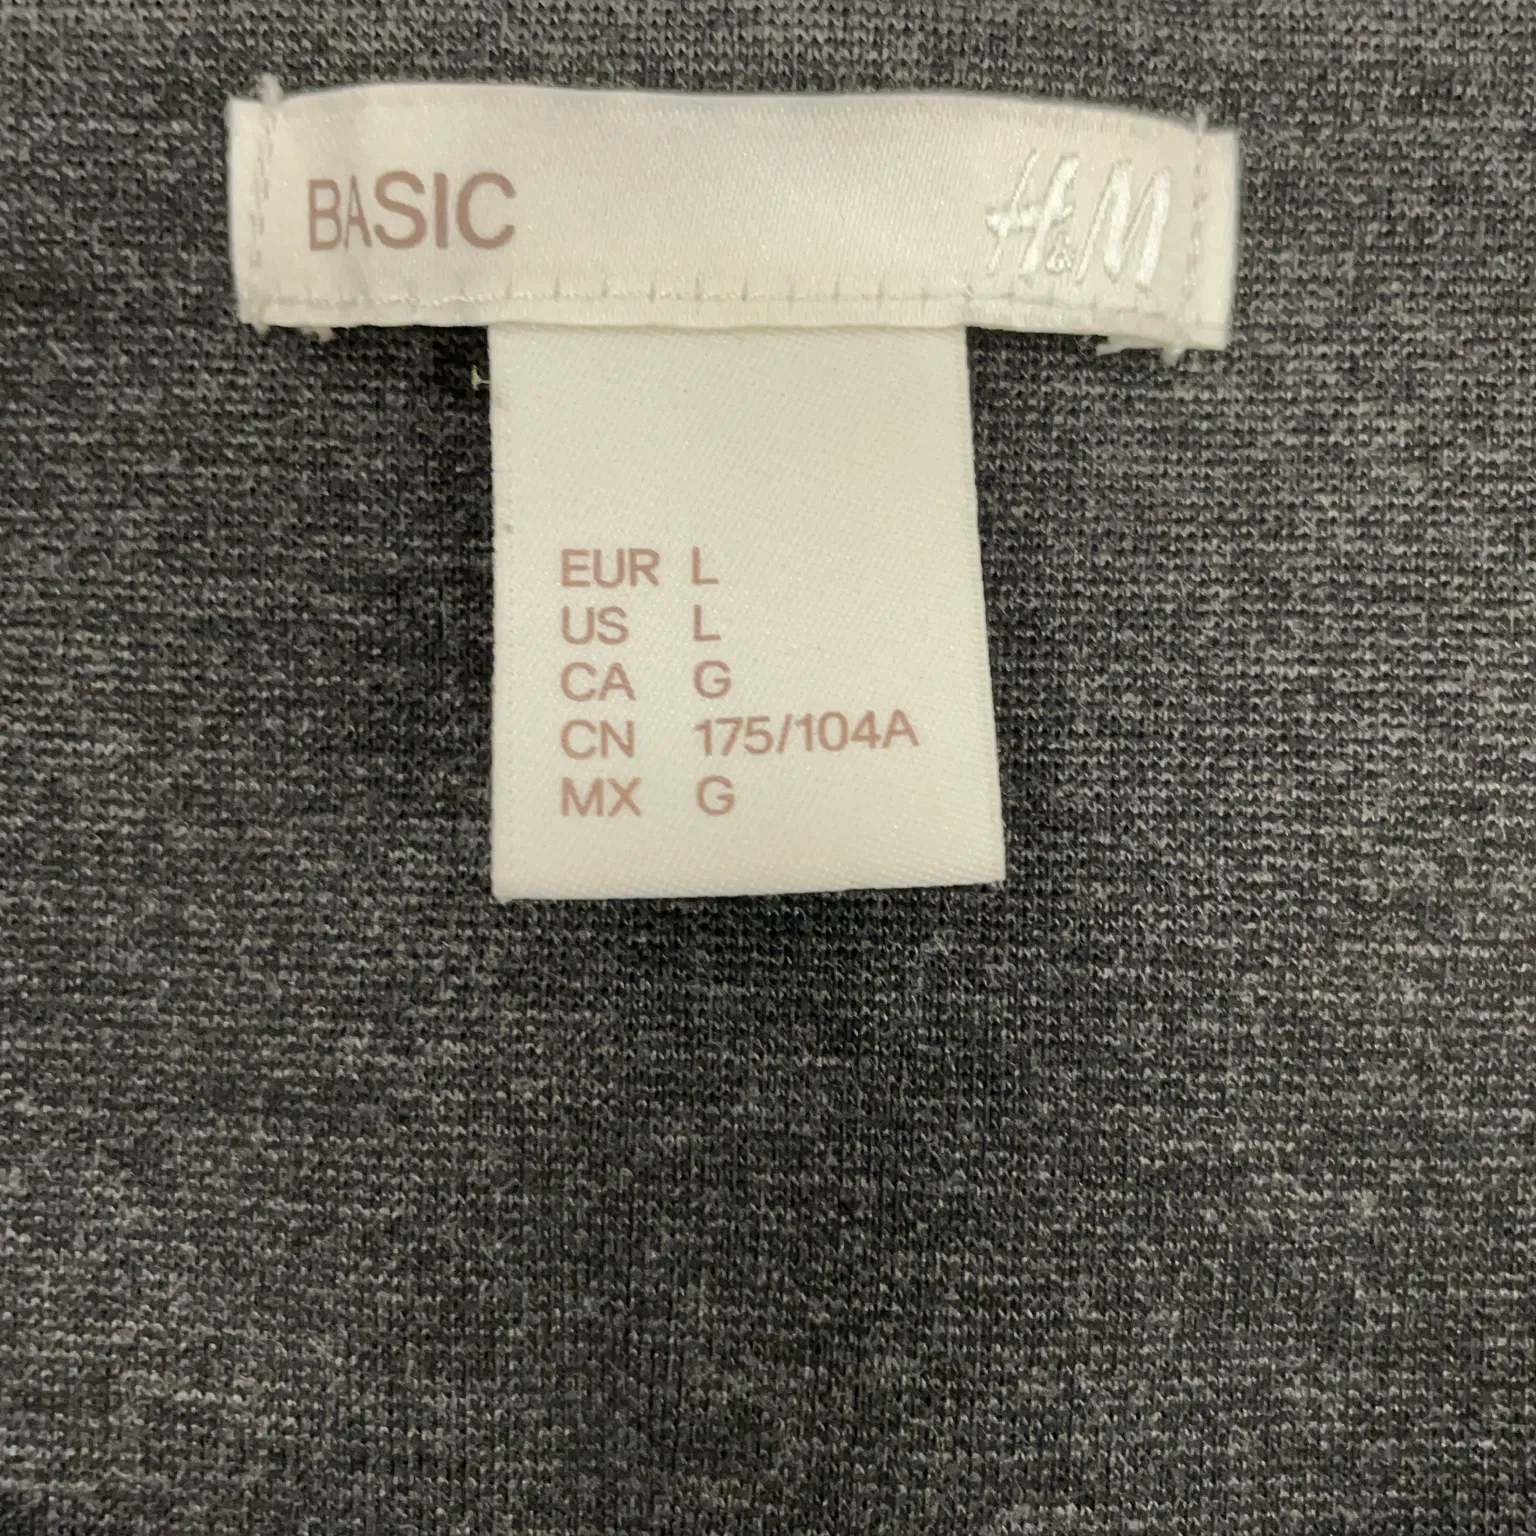 BASIC H&M
EUR L
US L
CA G
CN 175/104A
MX G